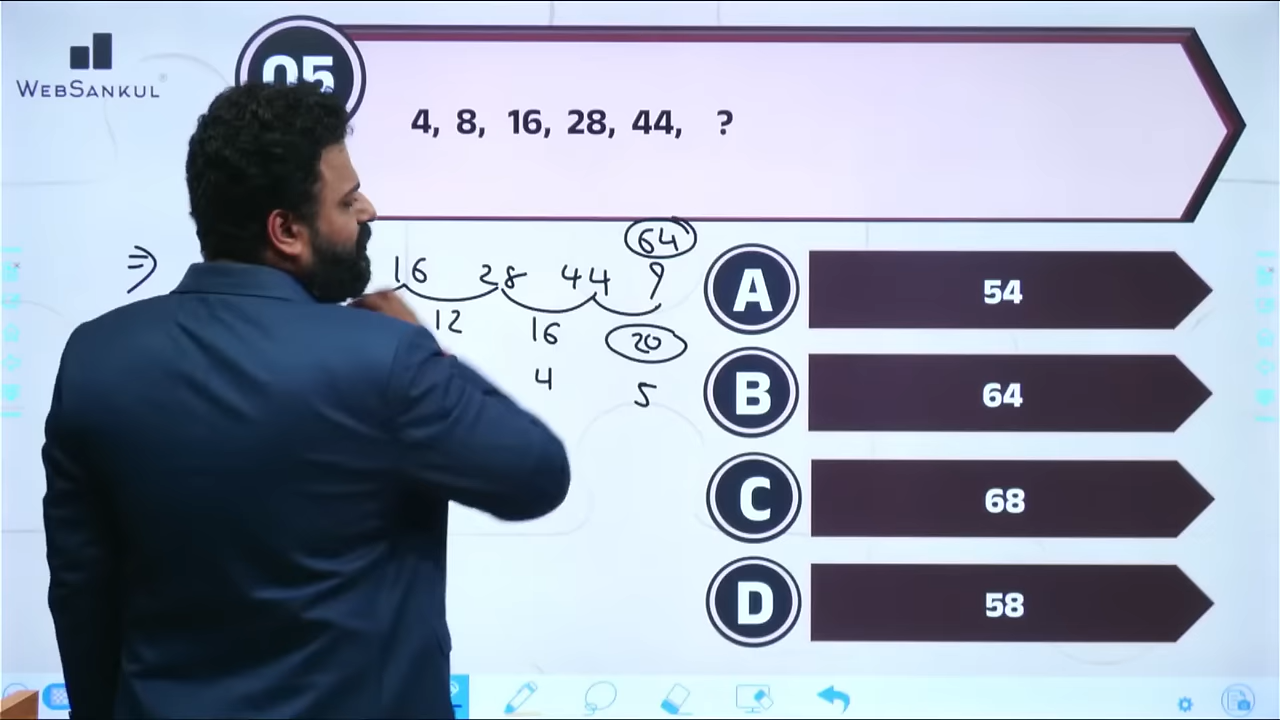 WEBSANKUL
05
4, 8, 16, 28, 44, ?
64
16 28 44 ?
12 16 20
4 5
A 54
B 64
C 68
D 58